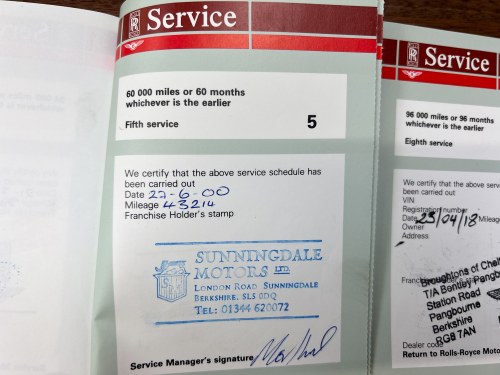 Service
60 000 miles or 60 months
whichever is the earlier
Fifth service
5
We certify that the above service schedule has
been carried out
Date 27-6-00
Mileage 43214
Franchise Holder's stamp
SUNNINGDALE
MOTORS LTD
LONDON ROAD SUNNINGDALE
BERKSHIRE. SL5 0DQ
TEL: 01344 620072
Service Manager's signature
Service
96 000 miles or 96 months
whichever is the earlier
Eighth service
We certify that the above
been carried out
VIN
Registration number
Date 23/04/18 Mileage
Owner
Address
Broughtons of
T/A Bentley
Station Road
Pangbourne
Berkshire
RG8 7AN
Dealer code
Return to Rolls-Royce